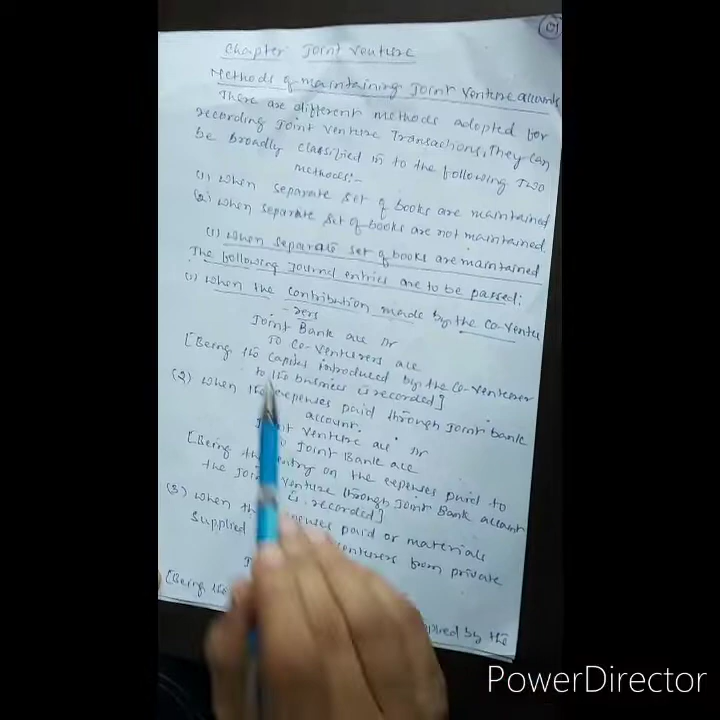 01
Chapter Joint Venture
Methods of maintaining Joint Venture accounts
There are different methods adopted for
recording Joint Venture Transactions, They can
be broadly classified in to the following Two
methods:-
(1) When separate set of books are maintained
(2) When separate set of books are not maintained.
(1) When separate set of books are maintained
The following Journal entries are to be passed:
(1) When the contribution made by the Co-Ventu
-rers
Joint Bank a/c Dr
To Co-Venturers a/c
[Being the Capital introduced by the Co-Venturer
to the business is recorded]
(2) When the expenses paid through Joint bank
account.
Joint Venture a/c Dr
To Joint Bank a/c
[Being the entry on the expenses paid to
the Joint Venture through Joint Bank account
is recorded]
(3) When the expenses paid or materials
Supplied venturers from private
[Being the by the
PowerDirector